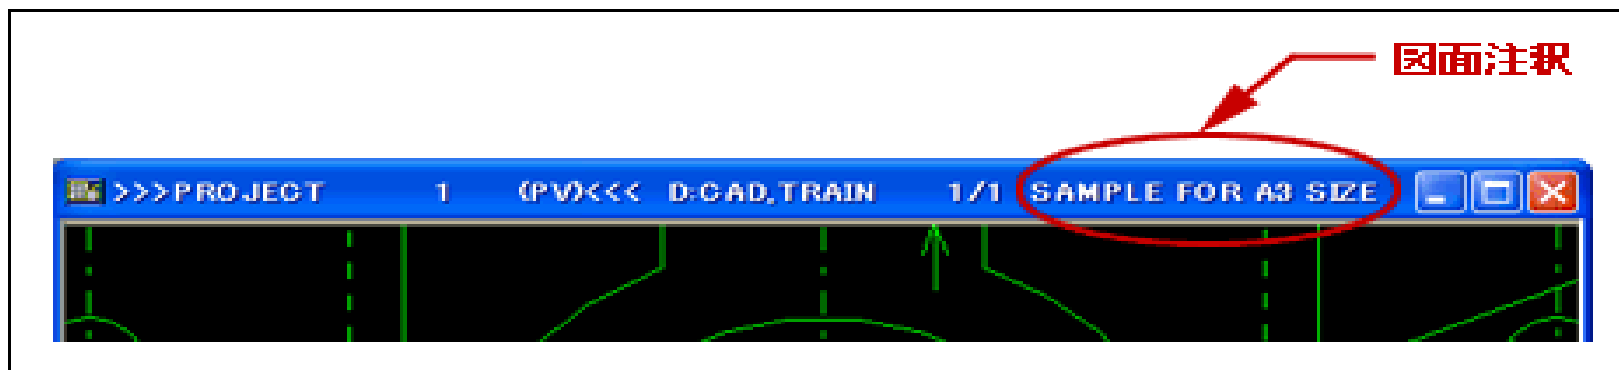 図面注釈
>>>PROJECT 1 (PV)<<< D:CAD,TRAIN 1/1 SAMPLE FOR A3 SIZE